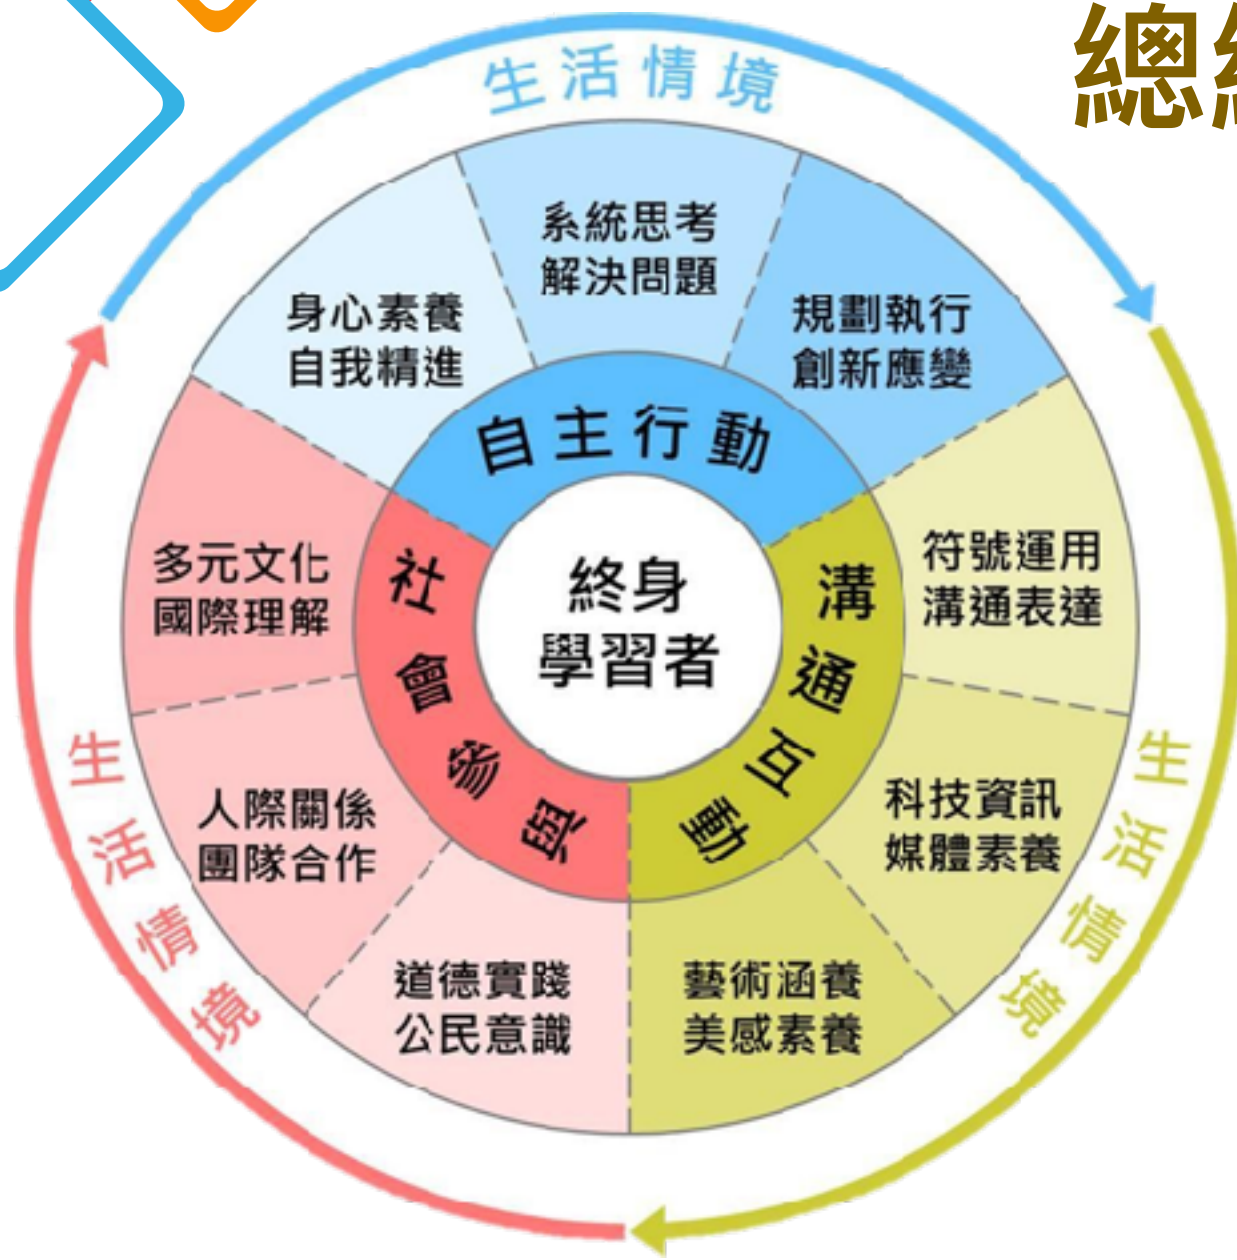 總
生活情境
系統思考
解決問題
身心素養
自我精進
規劃執行
創新應變
自主行動
多元文化
國際理解
社會參與
終身
學習者
溝通互動
符號運用
溝通表達
人際關係
團隊合作
科技資訊
媒體素養
道德實踐
公民意識
藝術涵養
美感素養
生活情境
生活情境